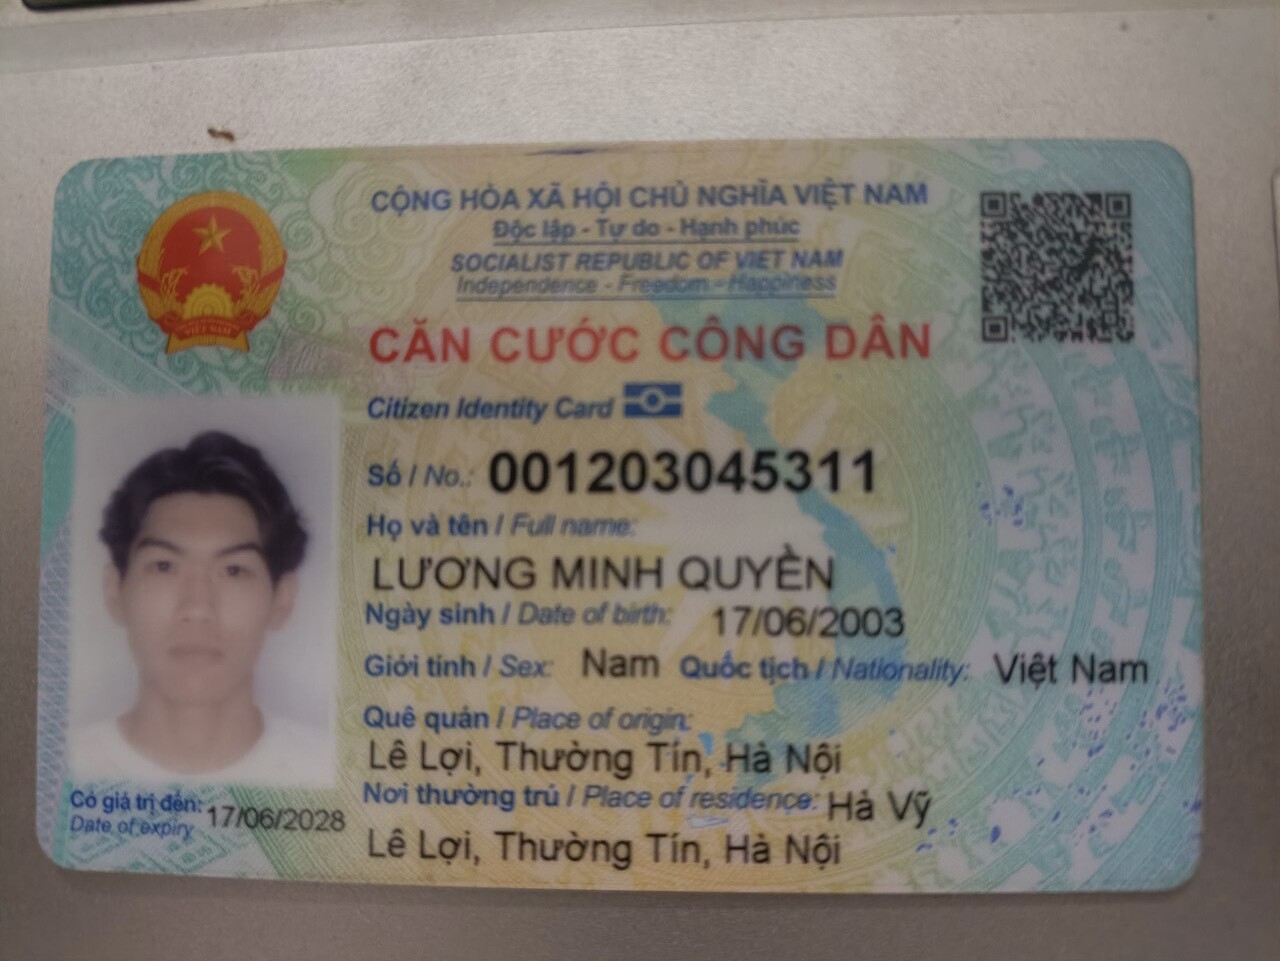 CỘNG HÒA XÃ HỘI CHỦ NGHĨA VIỆT NAM
Độc lập - Tự do - Hạnh phúc
SOCIALIST REPUBLIC OF VIET NAM
Independence - Freedom - Happiness
CĂN CƯỚC CÔNG DÂN
Citizen Identity Card
Số / No.: 001203045311
Họ và tên / Full name:
LƯƠNG MINH QUYỀN
Ngày sinh / Date of birth: 17/06/2003
Giới tính / Sex: Nam Quốc tịch / Nationality: Việt Nam
Quê quán / Place of origin:
Lê Lợi, Thường Tín, Hà Nội
Nơi thường trú / Place of residence: Hà Vỹ
Lê Lợi, Thường Tín, Hà Nội
Có giá trị đến: 17/06/2028
Date of expiry
VIỆT NAM